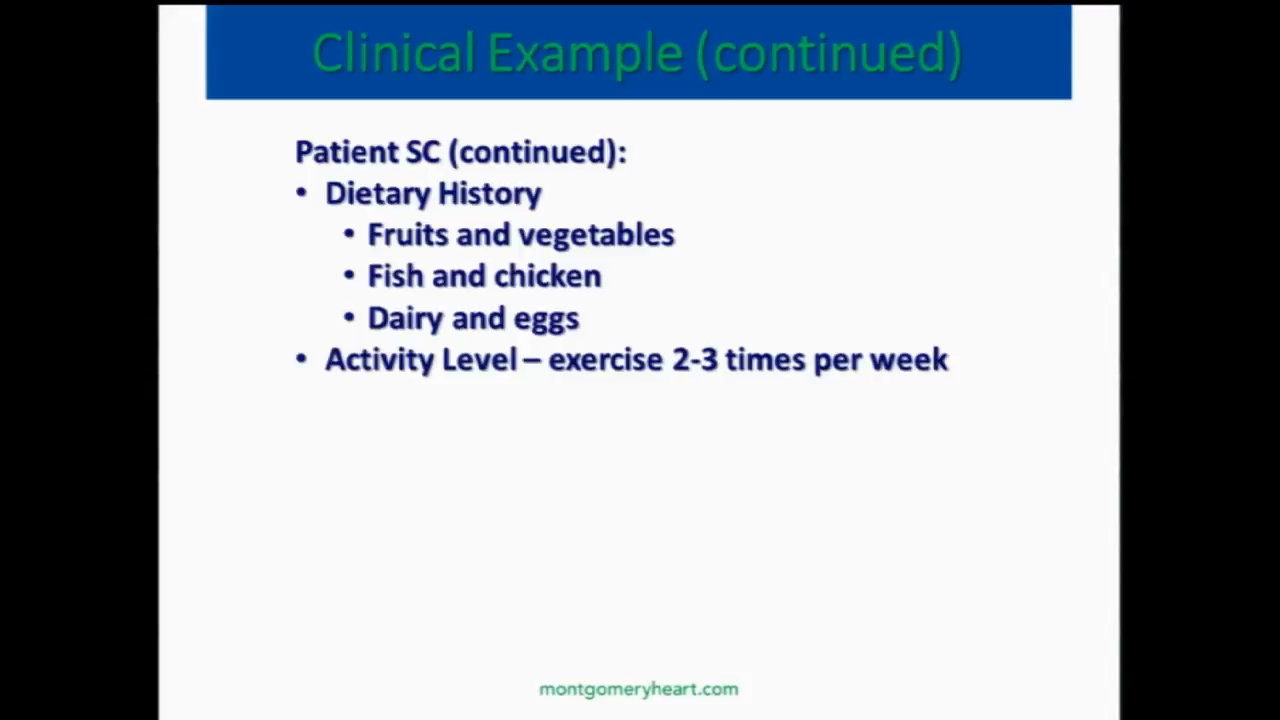 Clinical Example (continued)
Patient SC (continued):
• Dietary History
• Fruits and vegetables
• Fish and chicken
• Dairy and eggs
• Activity Level – exercise 2-3 times per week
montgomeryheart.com